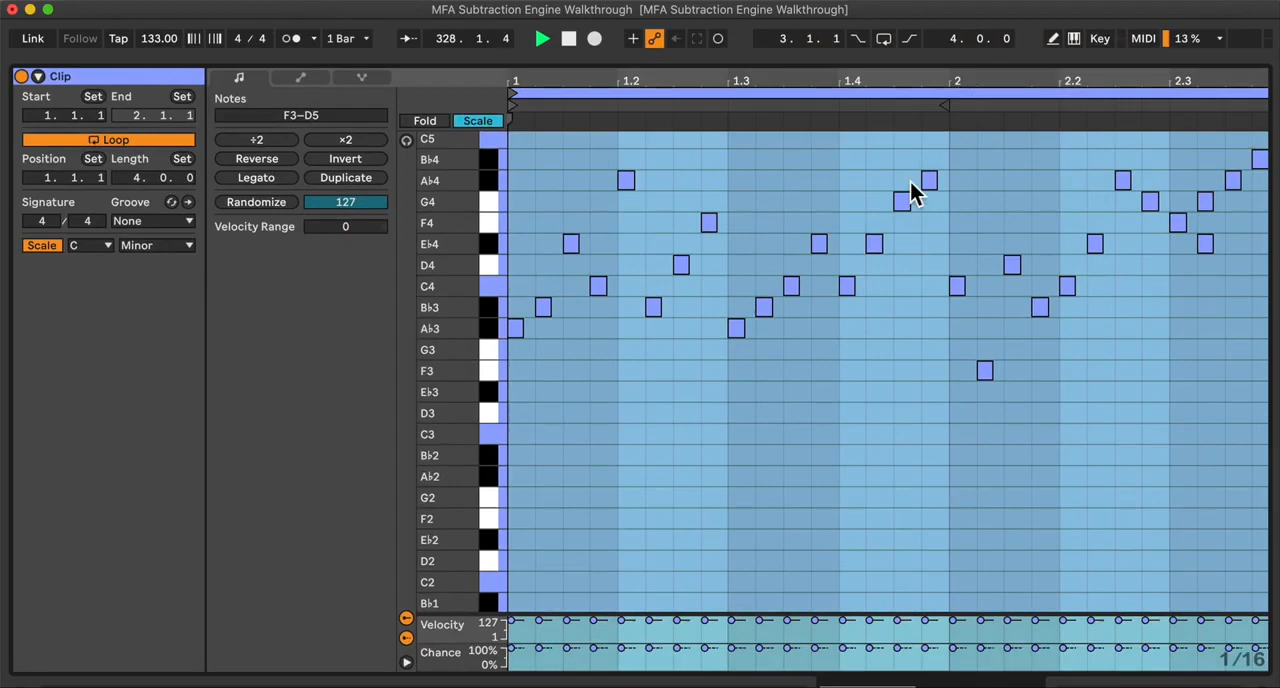 MFA Subtraction Engine Walkthrough [MFA Subtraction Engine Walkthrough]
Link Follow Tap 133.00 4 / 4 1 Bar 328. 1. 4 3. 1. 1 4. 0. 0 Key MIDI 13 %
Clip
Start Set End Set
1. 1. 1 2. 1. 1
Loop
Position Set Length Set
1. 1. 1 4. 0. 0
Signature Groove
4 / 4 None
Scale C Minor
Notes
F3–D5
÷2 ×2
Reverse Invert
Legato Duplicate
Randomize 127
Velocity Range 0
1 1.2 1.3 1.4 2 2.2 2.3
Fold Scale
C5
B♭4
A♭4
G4
F4
E♭4
D4
C4
B♭3
A♭3
G3
F3
E♭3
D3
C3
B♭2
A♭2
G2
F2
E♭2
D2
C2
B♭1
Velocity 127
1
Chance 100%
0%
1/16